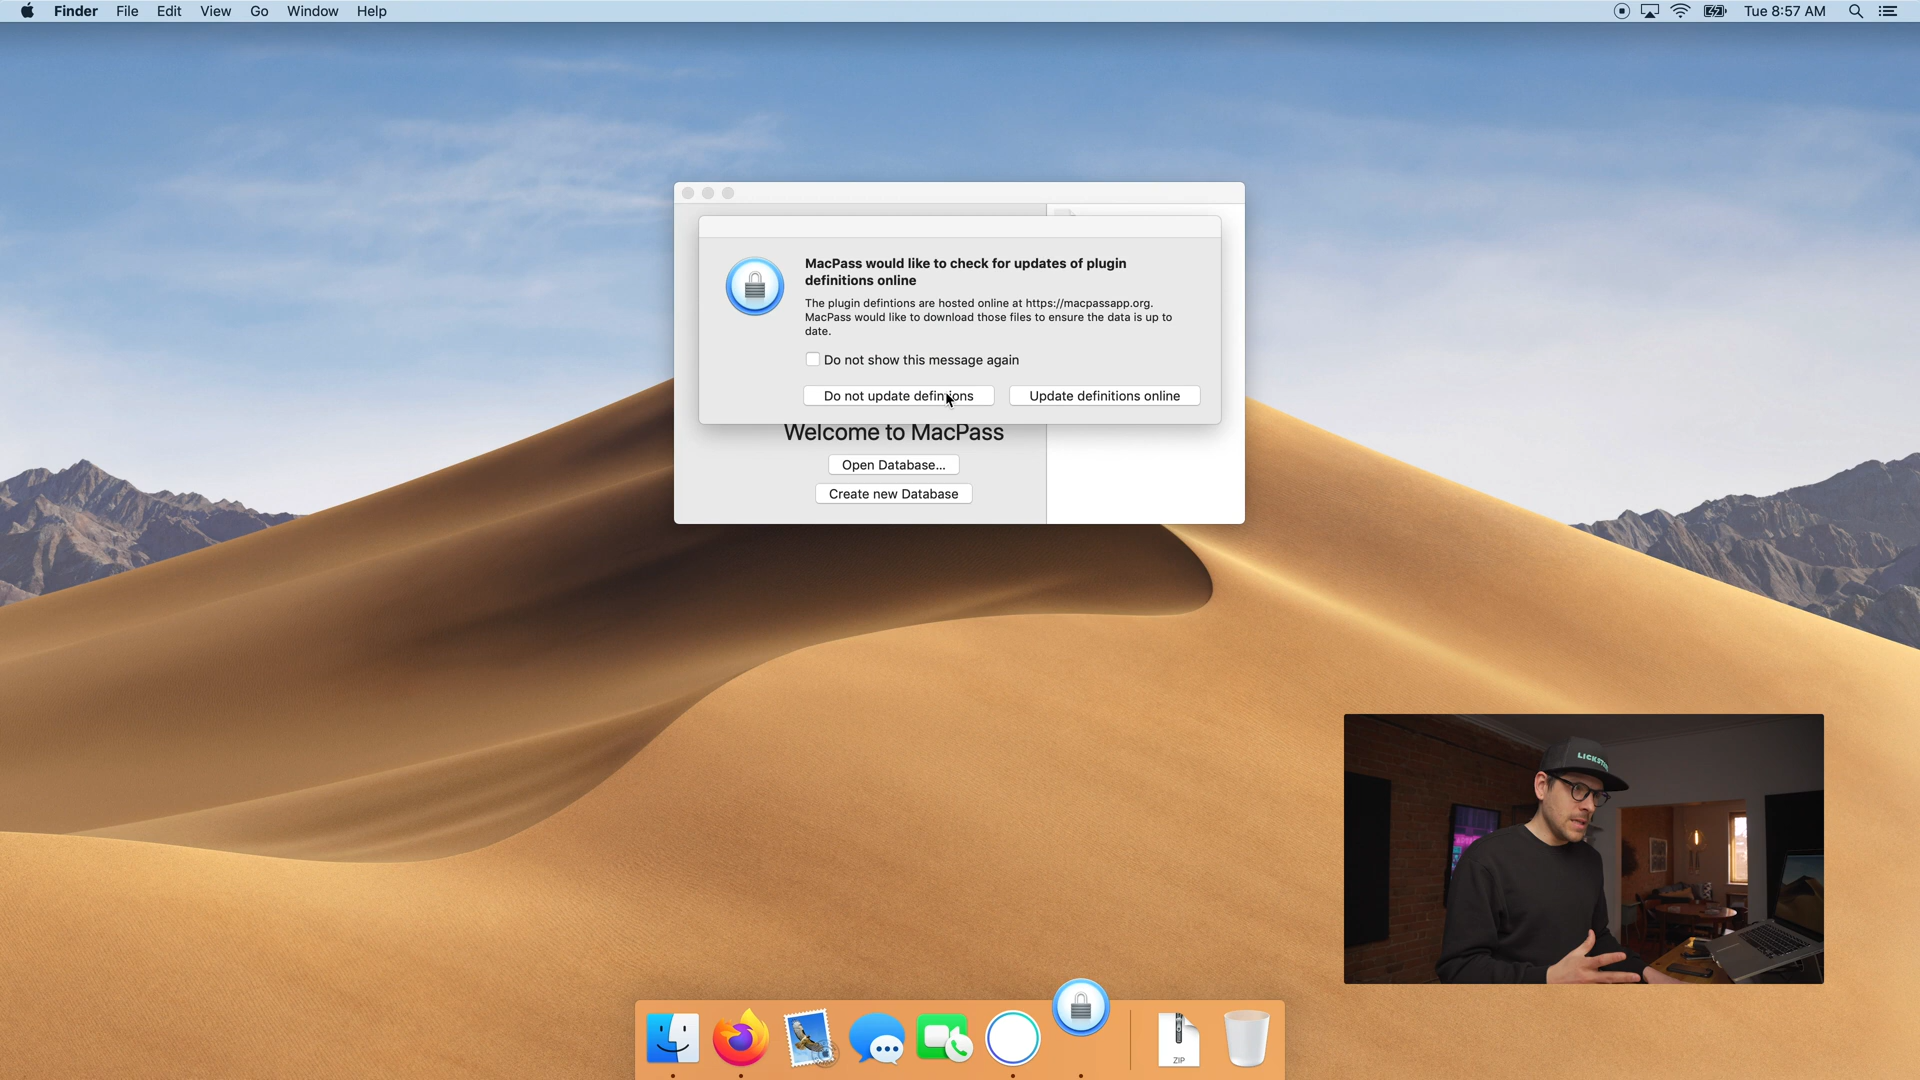 Finder File Edit View Go Window Help
Tue 8:57 AM
MacPass would like to check for updates of plugin
definitions online
The plugin defintions are hosted online at https://macpassapp.org.
MacPass would like to download those files to ensure the data is up to
date.
Do not show this message again
Do not update definitions
Update definitions online
Welcome to MacPass
Open Database...
Create new Database
ZIP